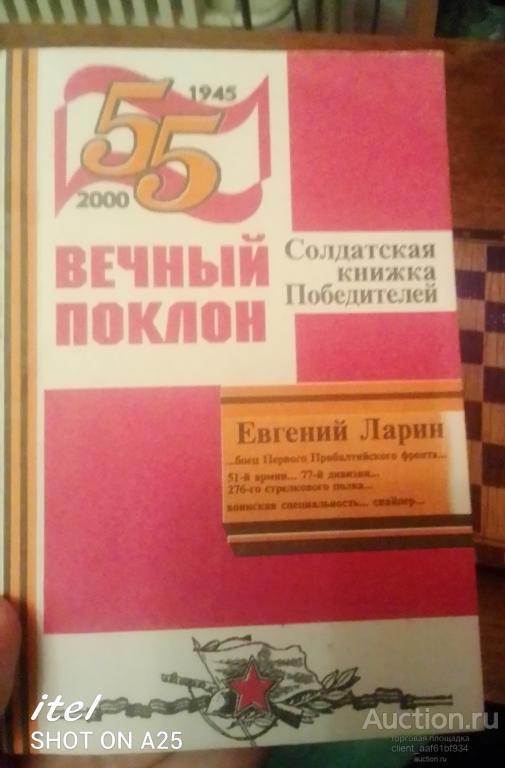 55
1945
2000
ВЕЧНЫЙ
ПОКЛОН
Солдатская
книжка
Победителей
Евгений Ларин
...боец Первого Прибалтийского фронта...
51-й армии... 77-й дивизии...
276-го стрелкового полка...
воинская специальность... снайпер...
itel
SHOT ON A25
Auction.ru
торговая площадка
client_aaf61bf934
auction.ru